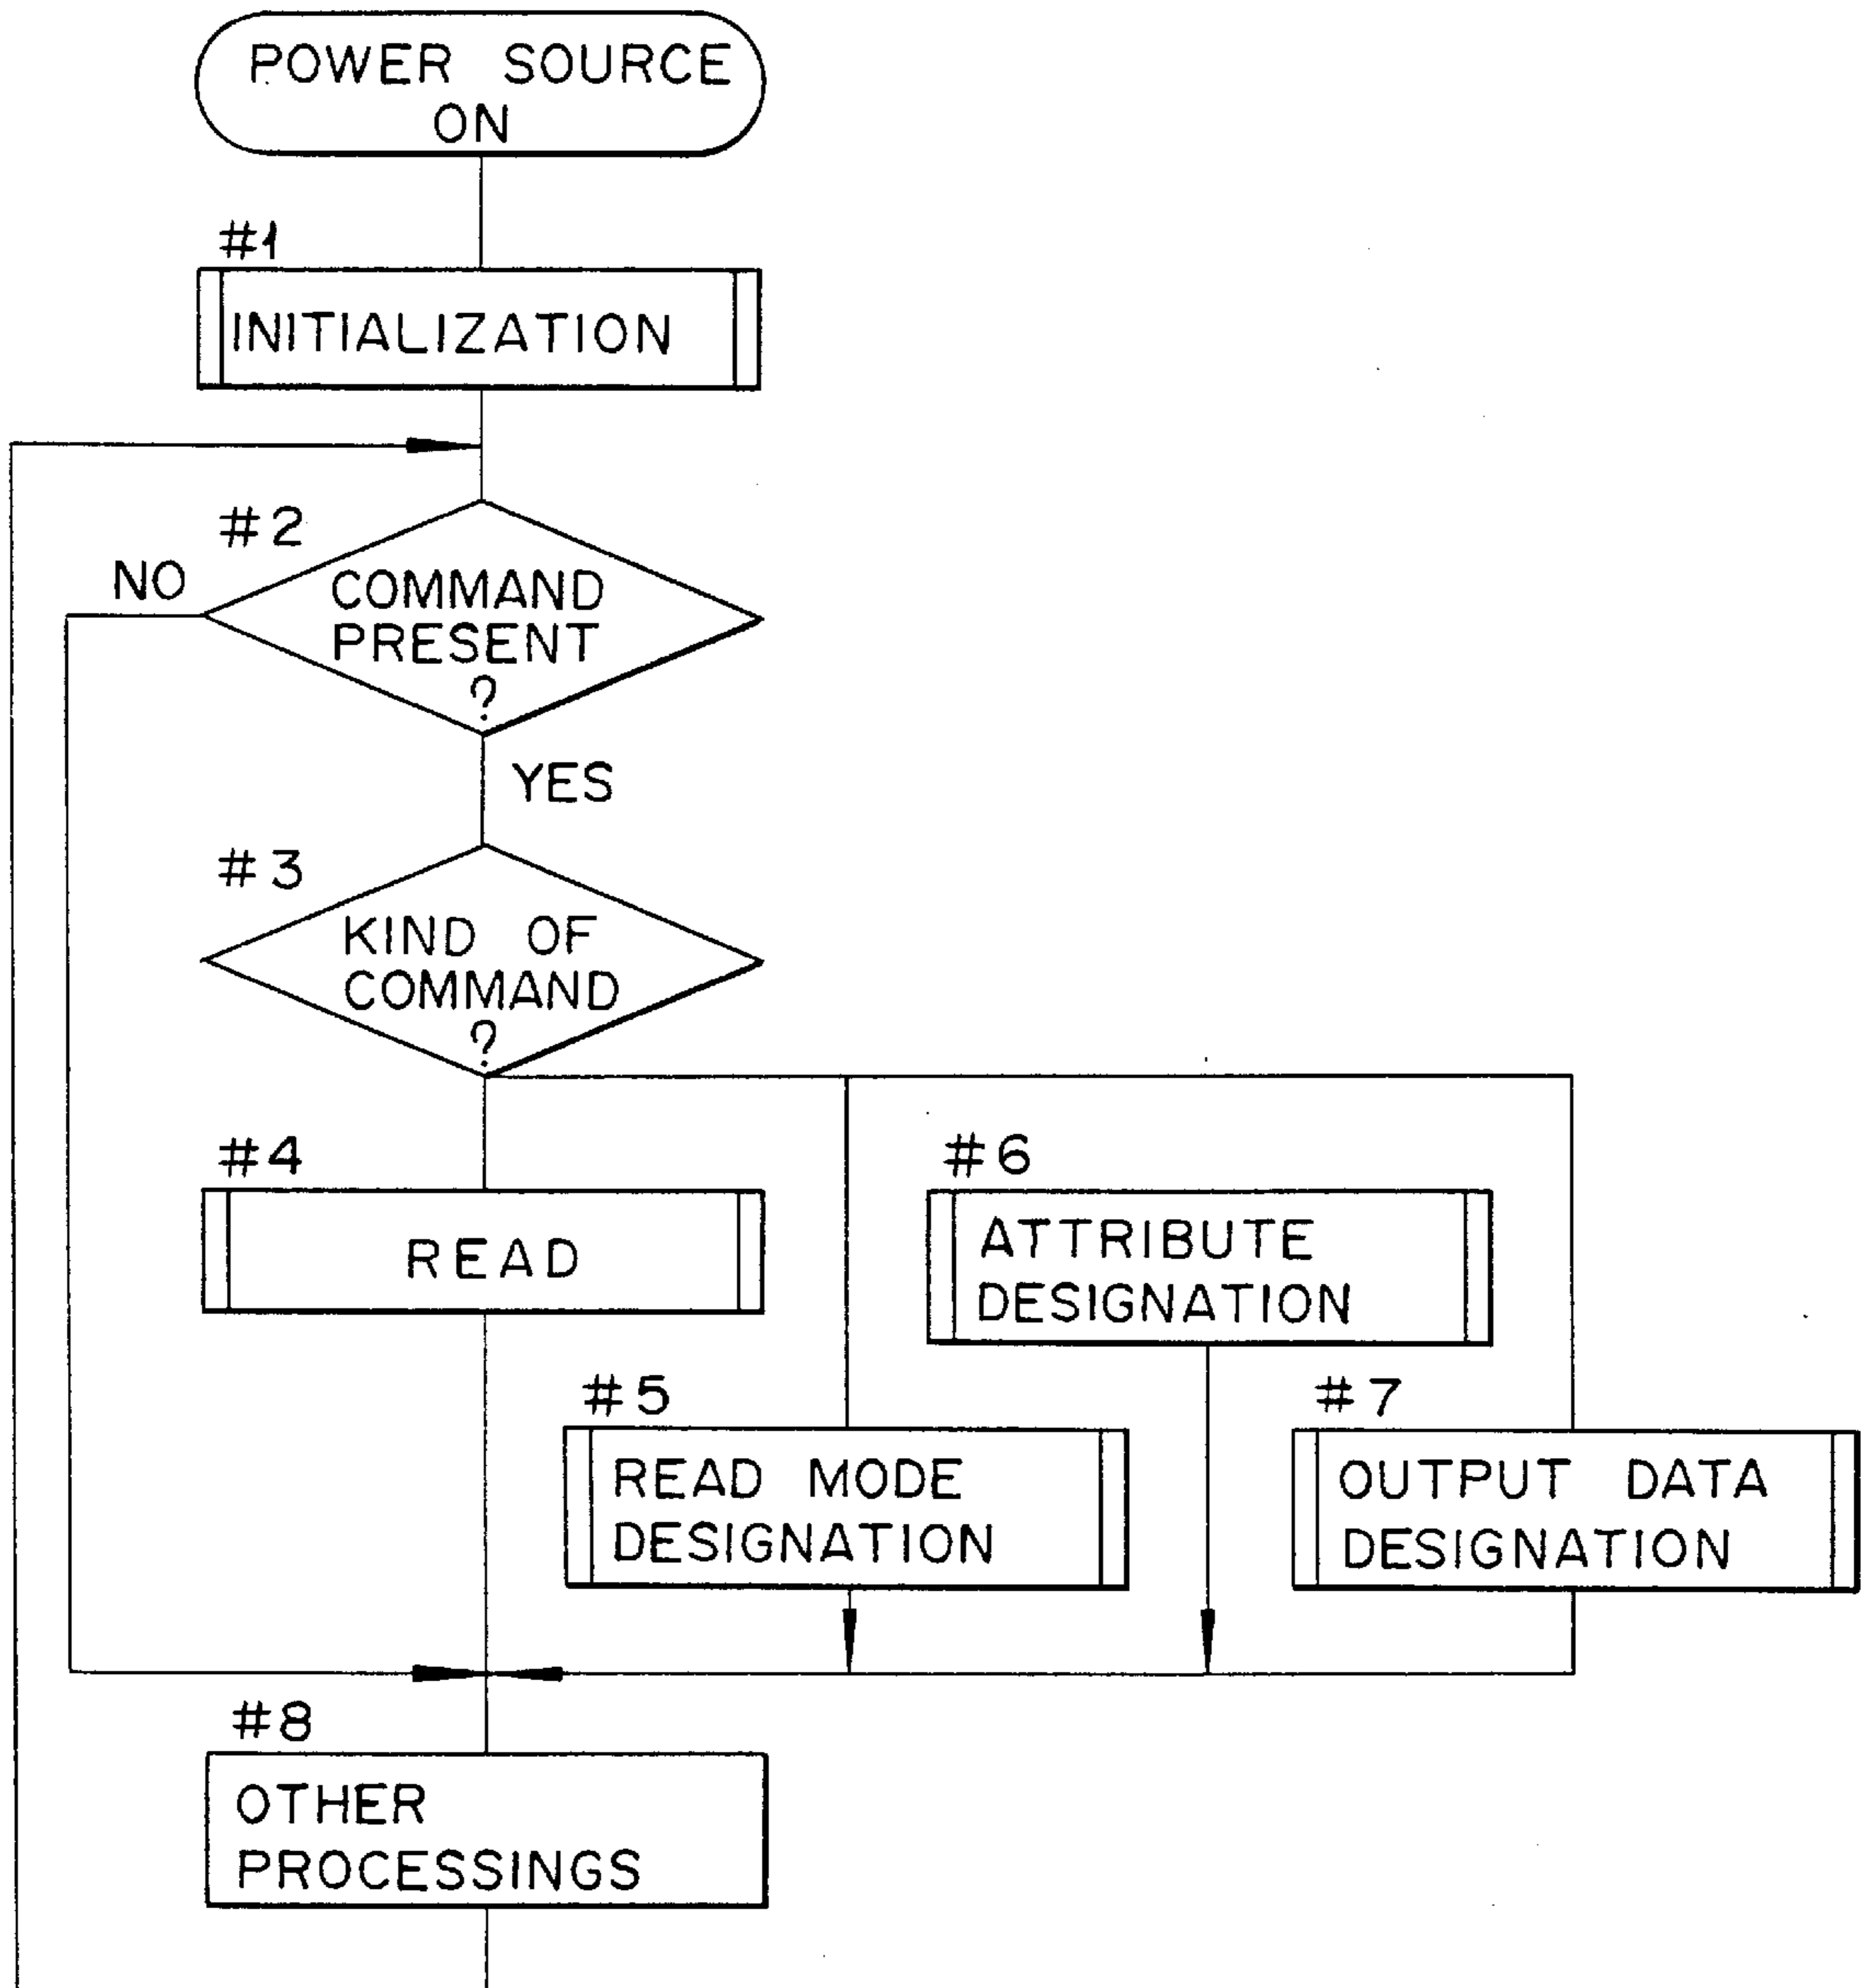 POWER SOURCE
ON
#1
INITIALIZATION
#2
NO
COMMAND
PRESENT
?
YES
#3
KIND OF
COMMAND
?
#4
READ
#6
ATTRIBUTE
DESIGNATION
#5
READ MODE
DESIGNATION
#7
OUTPUT DATA
DESIGNATION
#8
OTHER
PROCESSINGS